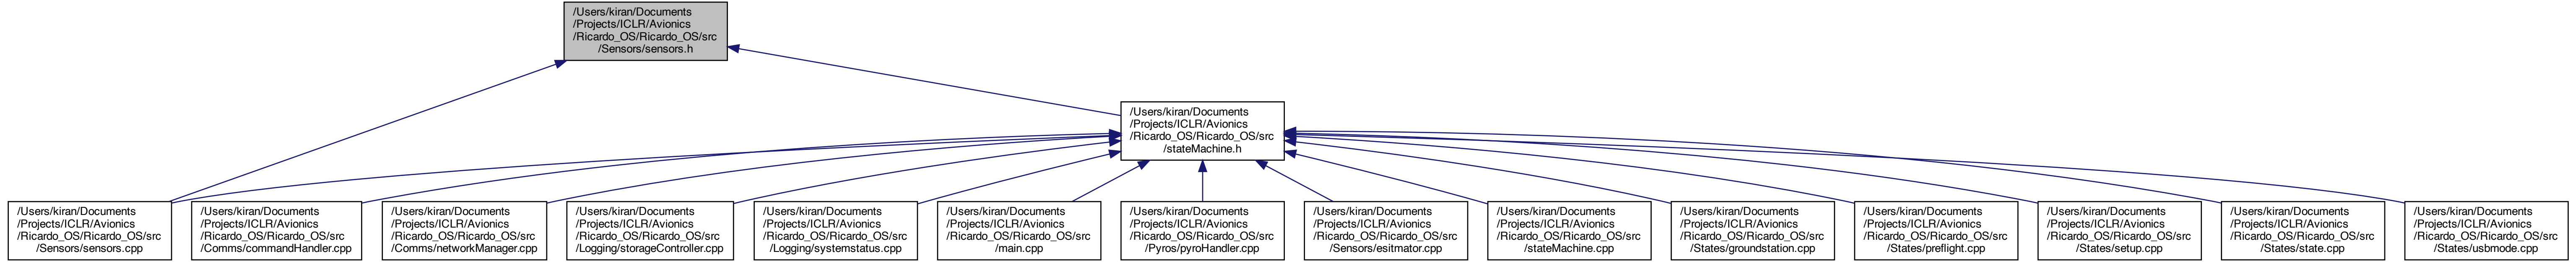 /Users/kiran/Documents
/Projects/ICLR/Avionics
/Ricardo_OS/Ricardo_OS/src
/Sensors/sensors.h
/Users/kiran/Documents
/Projects/ICLR/Avionics
/Ricardo_OS/Ricardo_OS/src
/stateMachine.h
/Users/kiran/Documents
/Projects/ICLR/Avionics
/Ricardo_OS/Ricardo_OS/src
/Sensors/sensors.cpp
/Users/kiran/Documents
/Projects/ICLR/Avionics
/Ricardo_OS/Ricardo_OS/src
/Comms/commandHandler.cpp
/Users/kiran/Documents
/Projects/ICLR/Avionics
/Ricardo_OS/Ricardo_OS/src
/Comms/networkManager.cpp
/Users/kiran/Documents
/Projects/ICLR/Avionics
/Ricardo_OS/Ricardo_OS/src
/Logging/storageController.cpp
/Users/kiran/Documents
/Projects/ICLR/Avionics
/Ricardo_OS/Ricardo_OS/src
/Logging/systemstatus.cpp
/Users/kiran/Documents
/Projects/ICLR/Avionics
/Ricardo_OS/Ricardo_OS/src
/main.cpp
/Users/kiran/Documents
/Projects/ICLR/Avionics
/Ricardo_OS/Ricardo_OS/src
/Pyros/pyroHandler.cpp
/Users/kiran/Documents
/Projects/ICLR/Avionics
/Ricardo_OS/Ricardo_OS/src
/Sensors/esitmator.cpp
/Users/kiran/Documents
/Projects/ICLR/Avionics
/Ricardo_OS/Ricardo_OS/src
/stateMachine.cpp
/Users/kiran/Documents
/Projects/ICLR/Avionics
/Ricardo_OS/Ricardo_OS/src
/States/groundstation.cpp
/Users/kiran/Documents
/Projects/ICLR/Avionics
/Ricardo_OS/Ricardo_OS/src
/States/preflight.cpp
/Users/kiran/Documents
/Projects/ICLR/Avionics
/Ricardo_OS/Ricardo_OS/src
/States/setup.cpp
/Users/kiran/Documents
/Projects/ICLR/Avionics
/Ricardo_OS/Ricardo_OS/src
/States/state.cpp
/Users/kiran/Documents
/Projects/ICLR/Avionics
/Ricardo_OS/Ricardo_OS/src
/States/usbmode.cpp